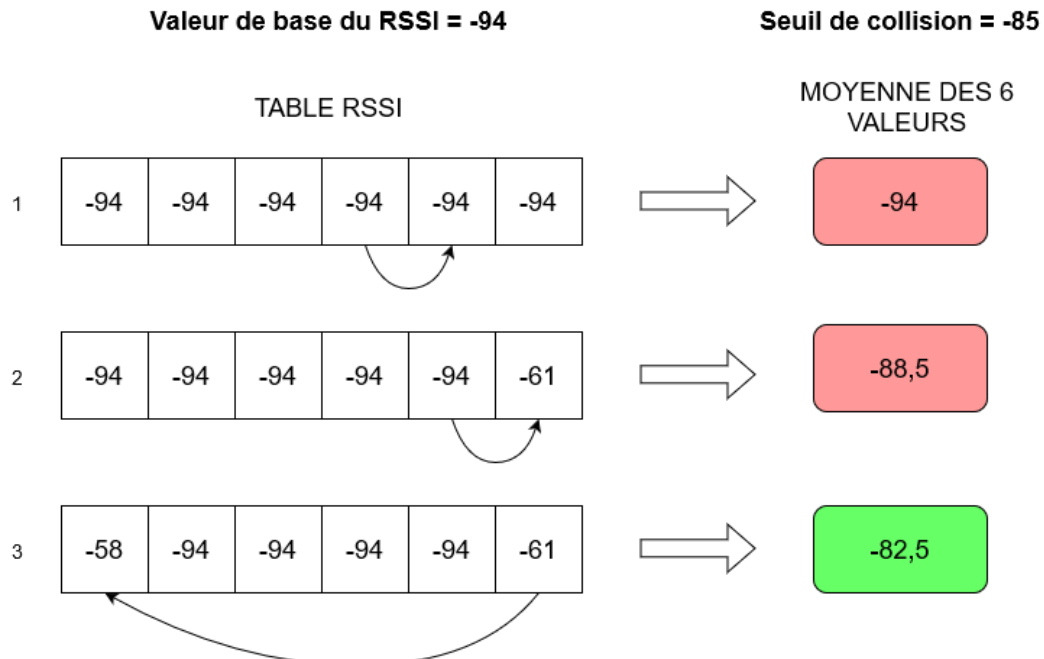 Valeur de base du RSSI = -94
Seuil de collision = -85
TABLE RSSI
MOYENNE DES 6
VALEURS
1 -94 -94 -94 -94 -94 -94 -94
2 -94 -94 -94 -94 -94 -61 -88,5
3 -58 -94 -94 -94 -94 -61 -82,5